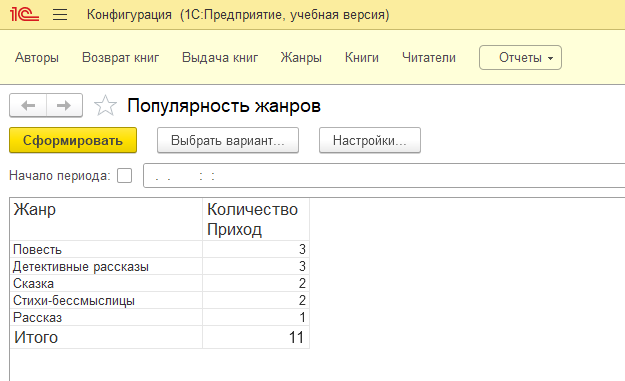 1С Конфигурация (1С:Предприятие, учебная версия)
Авторы Возврат книг Выдача книг Жанры Книги Читатели Отчеты
Популярность жанров
Сформировать Выбрать вариант... Настройки...
Начало периода: . . : :
Жанр Количество
Приход
Повесть 3
Детективные рассказы 3
Сказка 2
Стихи-бессмыслицы 2
Рассказ 1
Итого 11